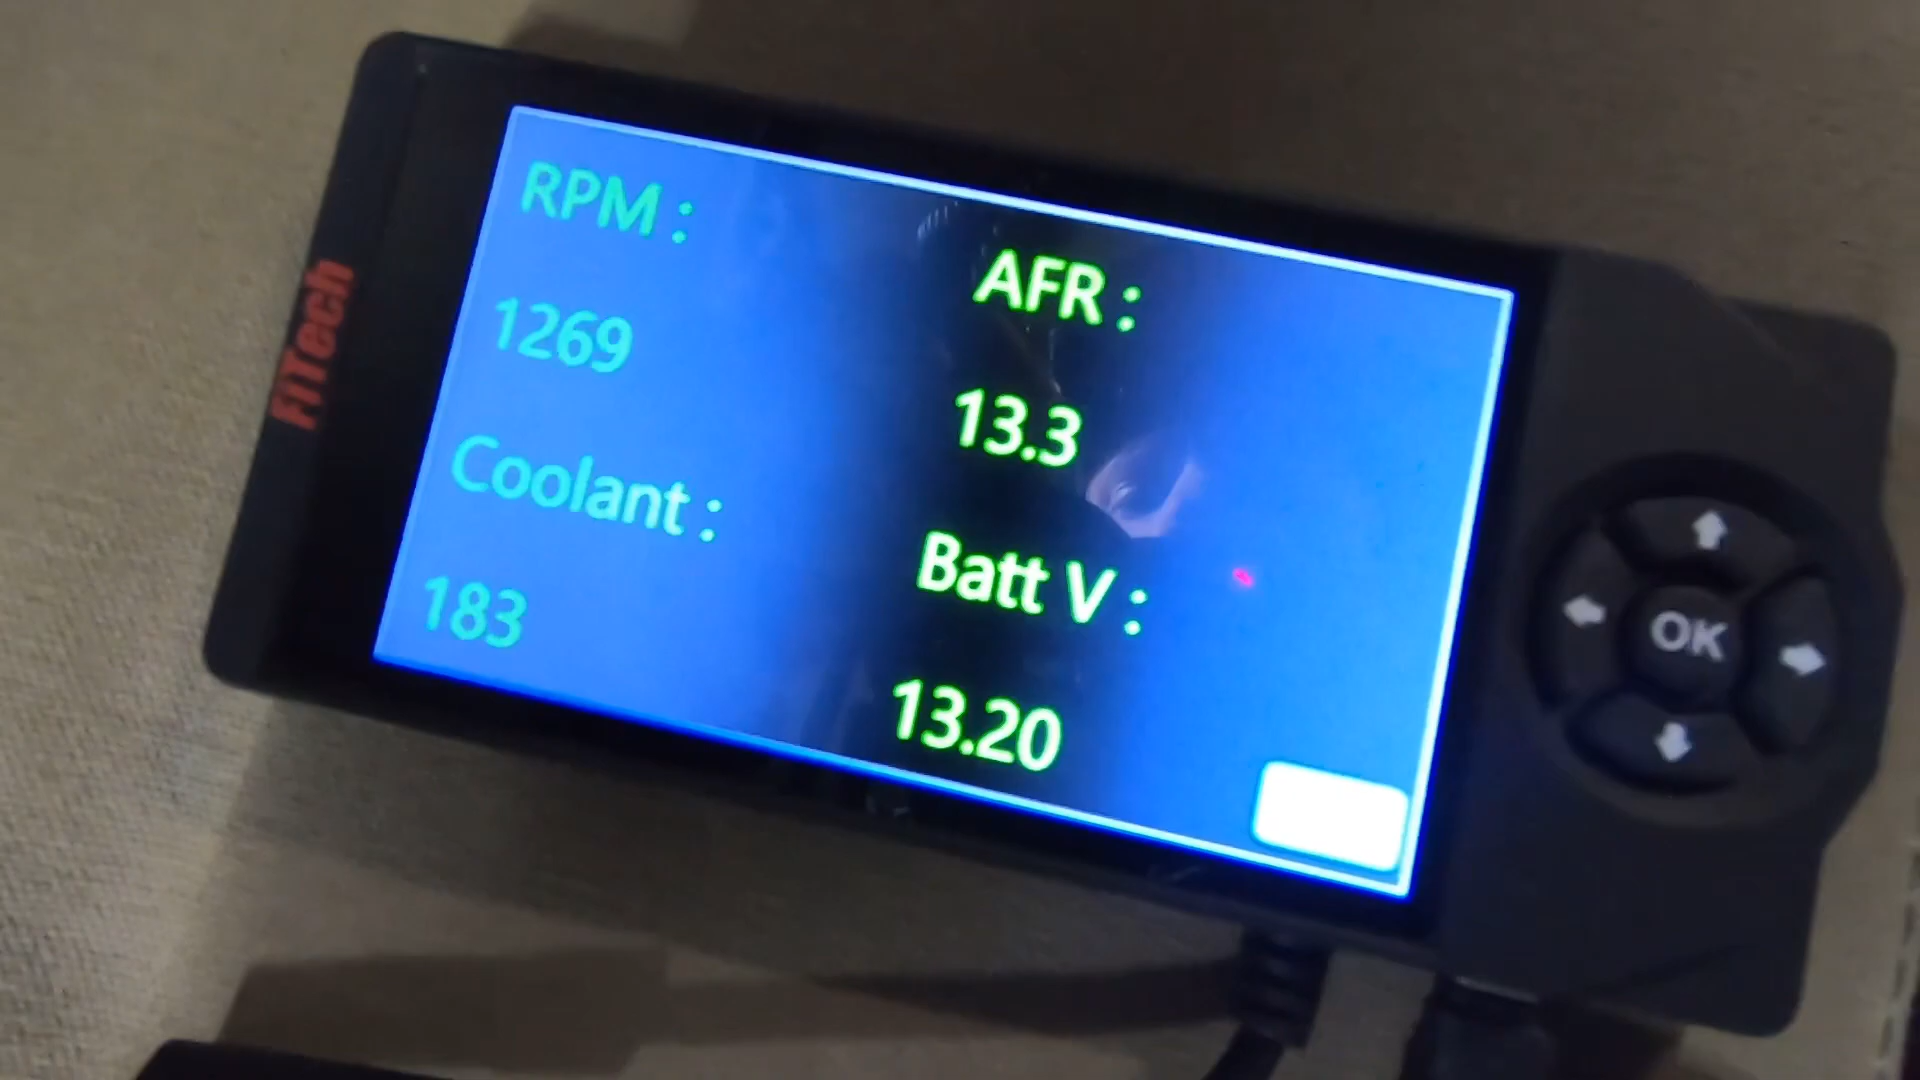 FiTech
RPM :
1269
Coolant :
183
AFR :
13.3
Batt V :
13.20
OK